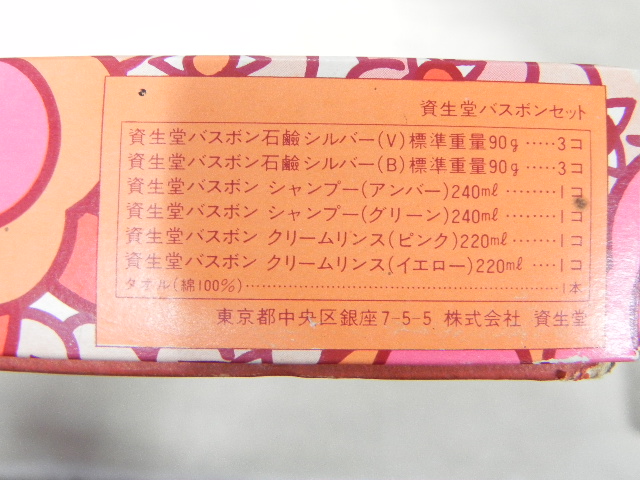 資生堂バスボンセット
資生堂バスボン石鹼シルバー(V)標準重量90g ‥‥‥3コ
資生堂バスボン石鹼シルバー(B)標準重量90g ‥‥‥3コ
資生堂バスボン シャンプー(アンバー)240mℓ ‥‥‥‥1コ
資生堂バスボン シャンプー(グリーン)240mℓ ‥‥‥‥1コ
資生堂バスボン クリームリンス(ピンク)220mℓ ‥‥‥1コ
資生堂バスボン クリームリンス(イエロー)220mℓ ‥‥1コ
タオル(綿100%)‥‥‥‥‥‥‥‥‥‥‥‥‥‥‥‥‥‥1本
東京都中央区銀座7-5-5 株式会社 資生堂